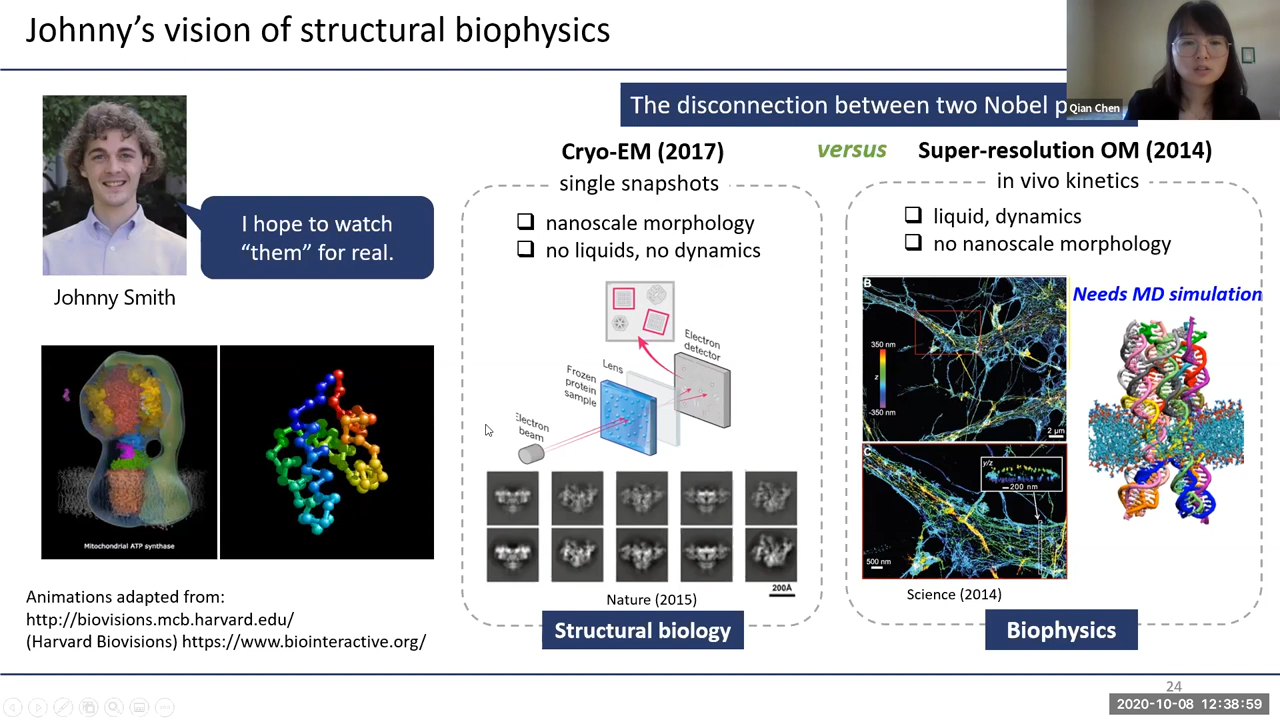 Johnny's vision of structural biophysics
Qian Chen
The disconnection between two Nobel
I hope to watch
"them" for real.
Johnny Smith
Mitochondrial ATP synthase
Animations adapted from:
http://biovisions.mcb.harvard.edu/
(Harvard Biovisions) https://www.biointeractive.org/
Cryo-EM (2017)
versus
Super-resolution OM (2014)
single snapshots
❑ nanoscale morphology
❑ no liquids, no dynamics
Electron
detector
Lens
Frozen
protein
sample
Electron
beam
200Å
Nature (2015)
Structural biology
in vivo kinetics
❑ liquid, dynamics
❑ no nanoscale morphology
Needs MD simulation
B
350 nm
z
-350 nm
2 µm
C
y/z
200 nm
500 nm
Science (2014)
Biophysics
24
2020-10-08 12:38:59